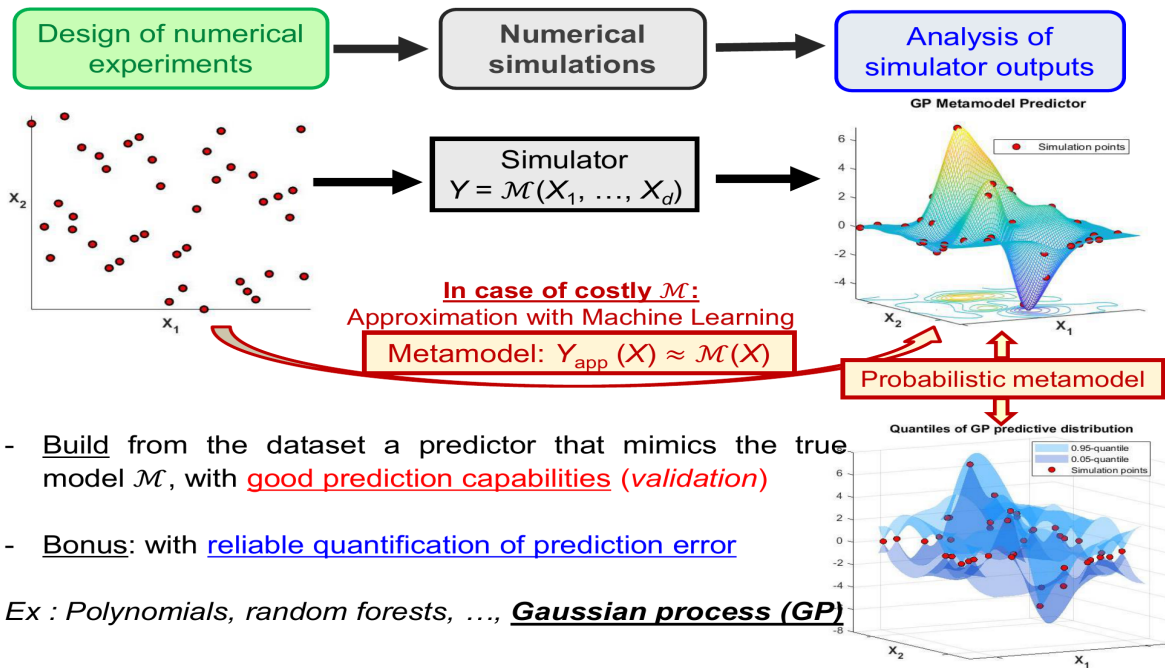 Design of numerical
experiments
Numerical
simulations
Analysis of
simulator outputs
GP Metamodel Predictor
Simulation points
6
4
2
0
-2
-4
X₂
X₁
X₂
X₁
Simulator
Y = ℳ(X₁, …, X_d)
In case of costly ℳ:
Approximation with Machine Learning
Metamodel: Y_app (X) ≈ ℳ(X)
Probabilistic metamodel
- Build from the dataset a predictor that mimics the true
model ℳ, with good prediction capabilities (validation)
- Bonus: with reliable quantification of prediction error
Ex : Polynomials, random forests, …, Gaussian process (GP)
Quantiles of GP predictive distribution
0.95-quantile
0.05-quantile
Simulation points
8
6
4
2
0
-2
-4
-6
-8
X₂
X₁